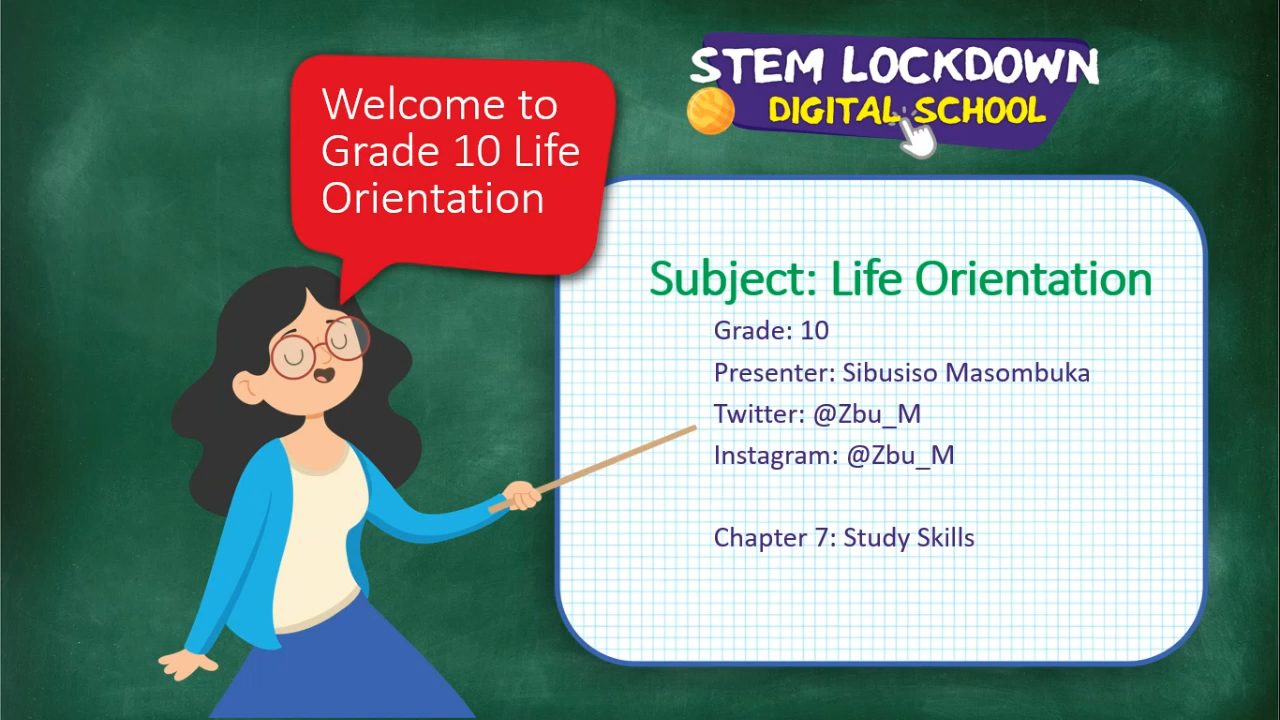 STEM LOCKDOWN
DIGITAL SCHOOL
Welcome to
Grade 10 Life
Orientation
Subject: Life Orientation
Grade: 10
Presenter: Sibusiso Masombuka
Twitter: @Zbu_M
Instagram: @Zbu_M
Chapter 7: Study Skills